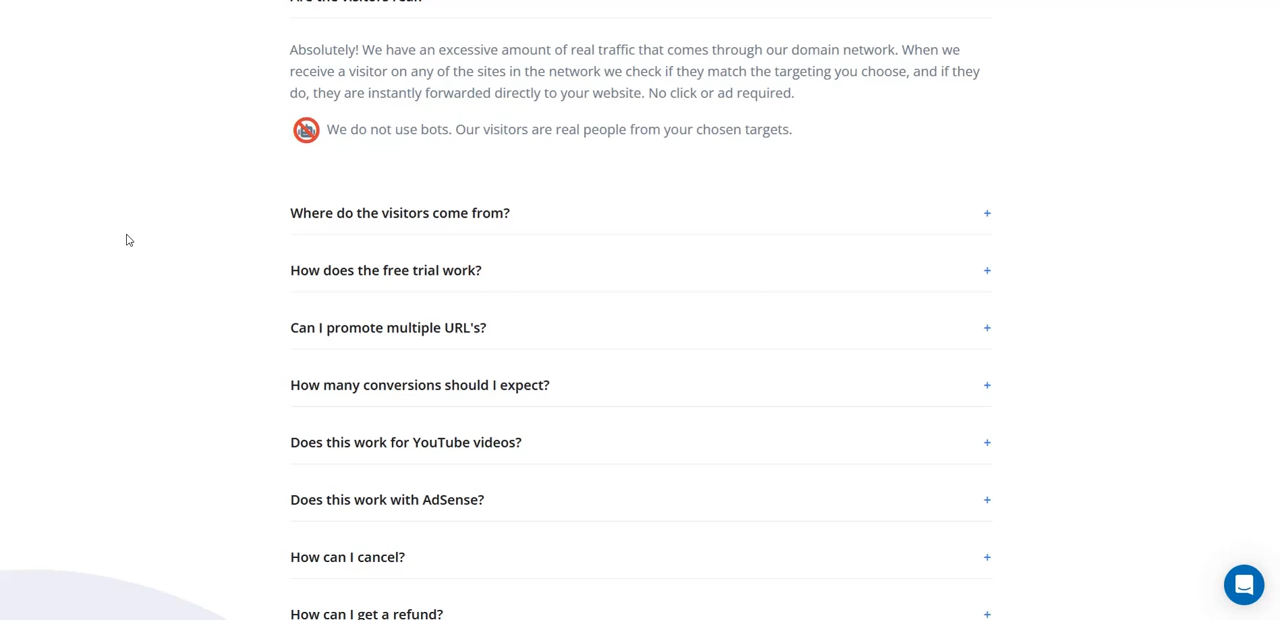 Are the visitors real?
Absolutely! We have an excessive amount of real traffic that comes through our domain network. When we
receive a visitor on any of the sites in the network we check if they match the targeting you choose, and if they
do, they are instantly forwarded directly to your website. No click or ad required.
We do not use bots. Our visitors are real people from your chosen targets.
Where do the visitors come from? +
How does the free trial work? +
Can I promote multiple URL's? +
How many conversions should I expect? +
Does this work for YouTube videos? +
Does this work with AdSense? +
How can I cancel? +
How can I get a refund? +